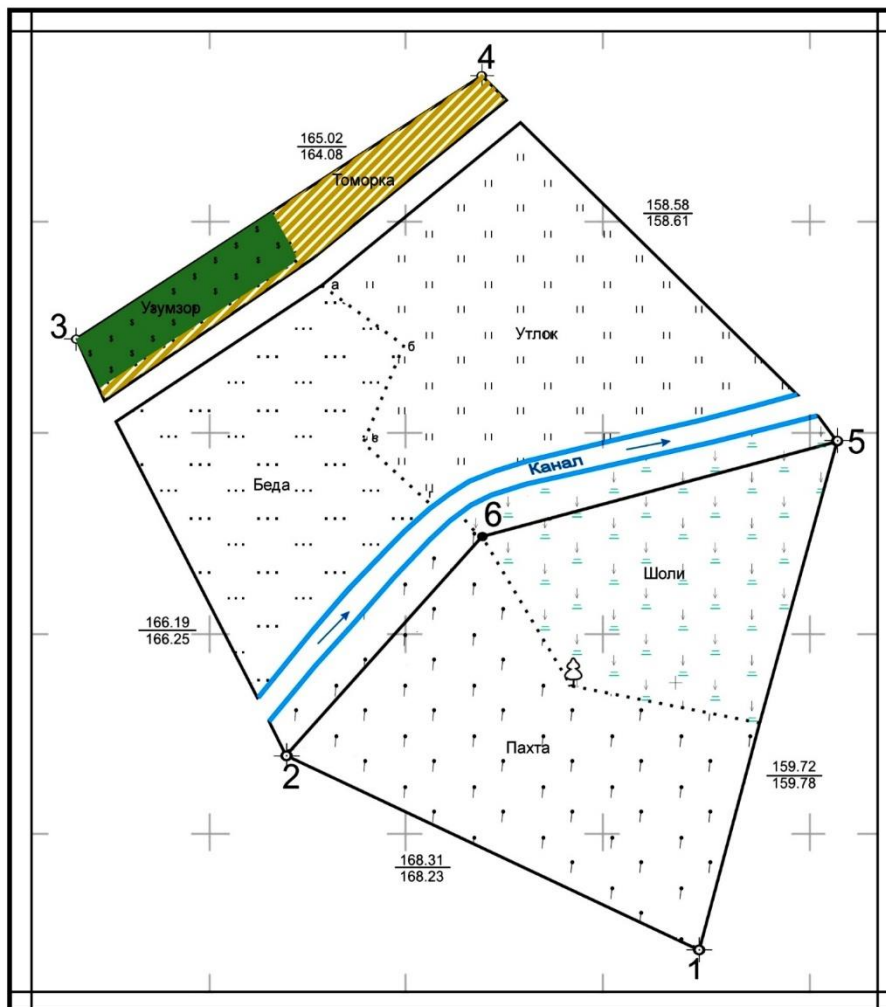 4
165.02
164.08
Томорка
158.58
158.61
а
Узумзор
3
Утлок
б
в
5
Канал
Беда
г
6
Шоли
166.19
166.25
Пахта
2
159.72
159.78
168.31
168.23
1